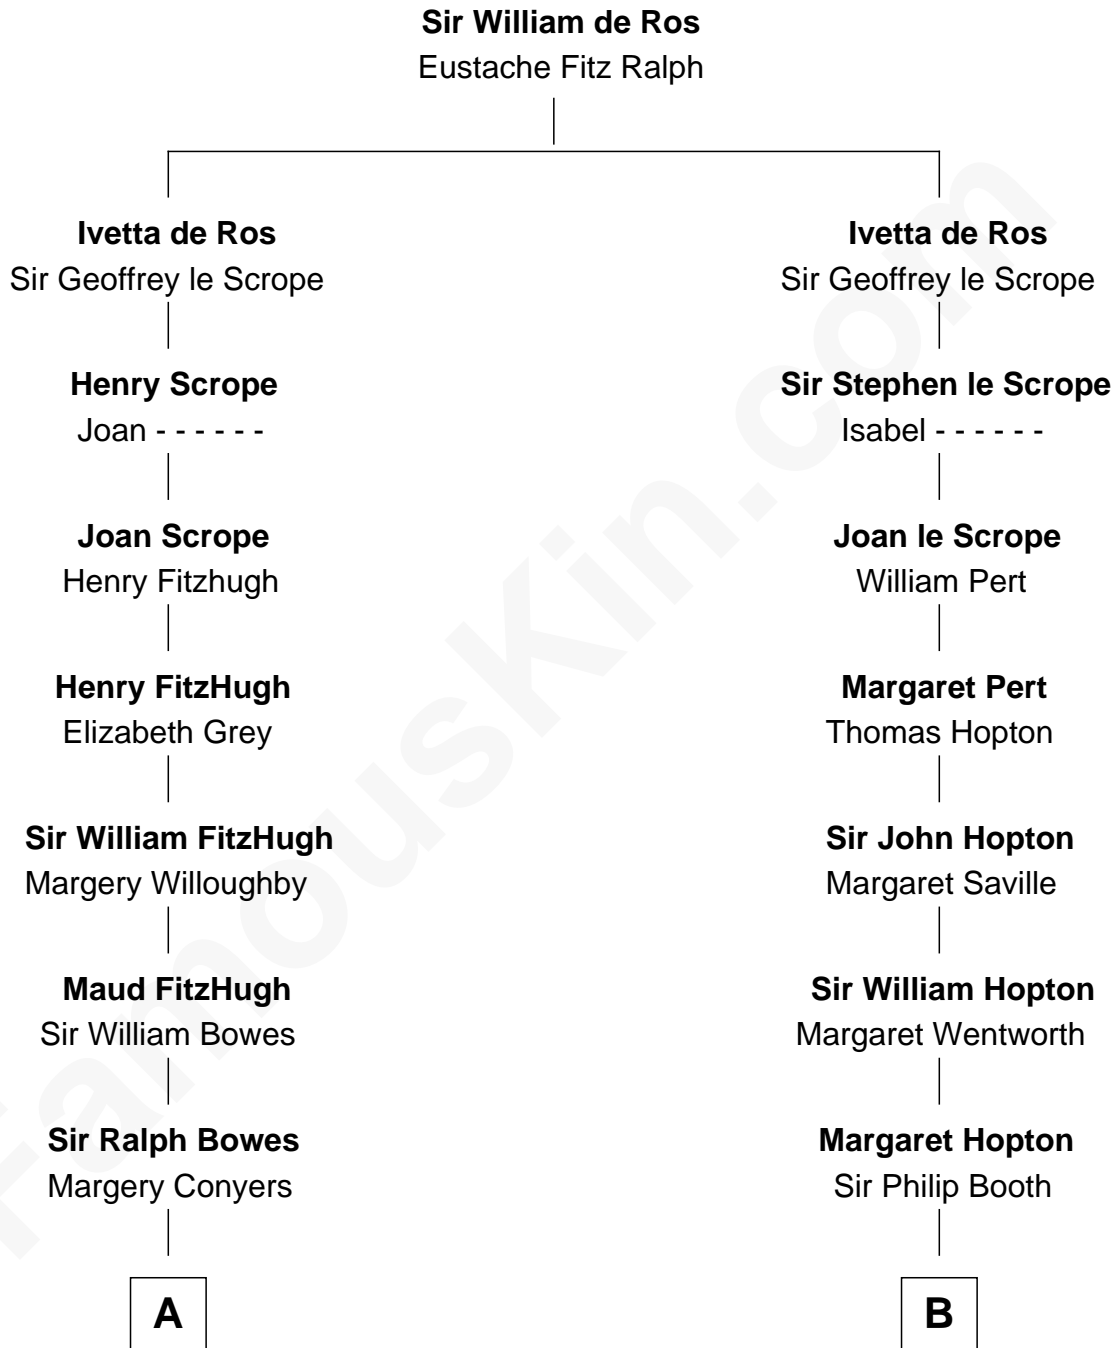 Sir William de Ros
Eustache Fitz Ralph
Ivetta de Ros
Sir Geoffrey le Scrope
Ivetta de Ros
Sir Geoffrey le Scrope
Henry Scrope
Joan - - - - - -
Sir Stephen le Scrope
Isabel - - - - - -
Joan Scrope
Henry Fitzhugh
Joan le Scrope
William Pert
Henry FitzHugh
Elizabeth Grey
Margaret Pert
Thomas Hopton
Sir William FitzHugh
Margery Willoughby
Sir John Hopton
Margaret Saville
Maud FitzHugh
Sir William Bowes
Sir William Hopton
Margaret Wentworth
Sir Ralph Bowes
Margery Conyers
Margaret Hopton
Sir Philip Booth
A
B
FamousKin.com